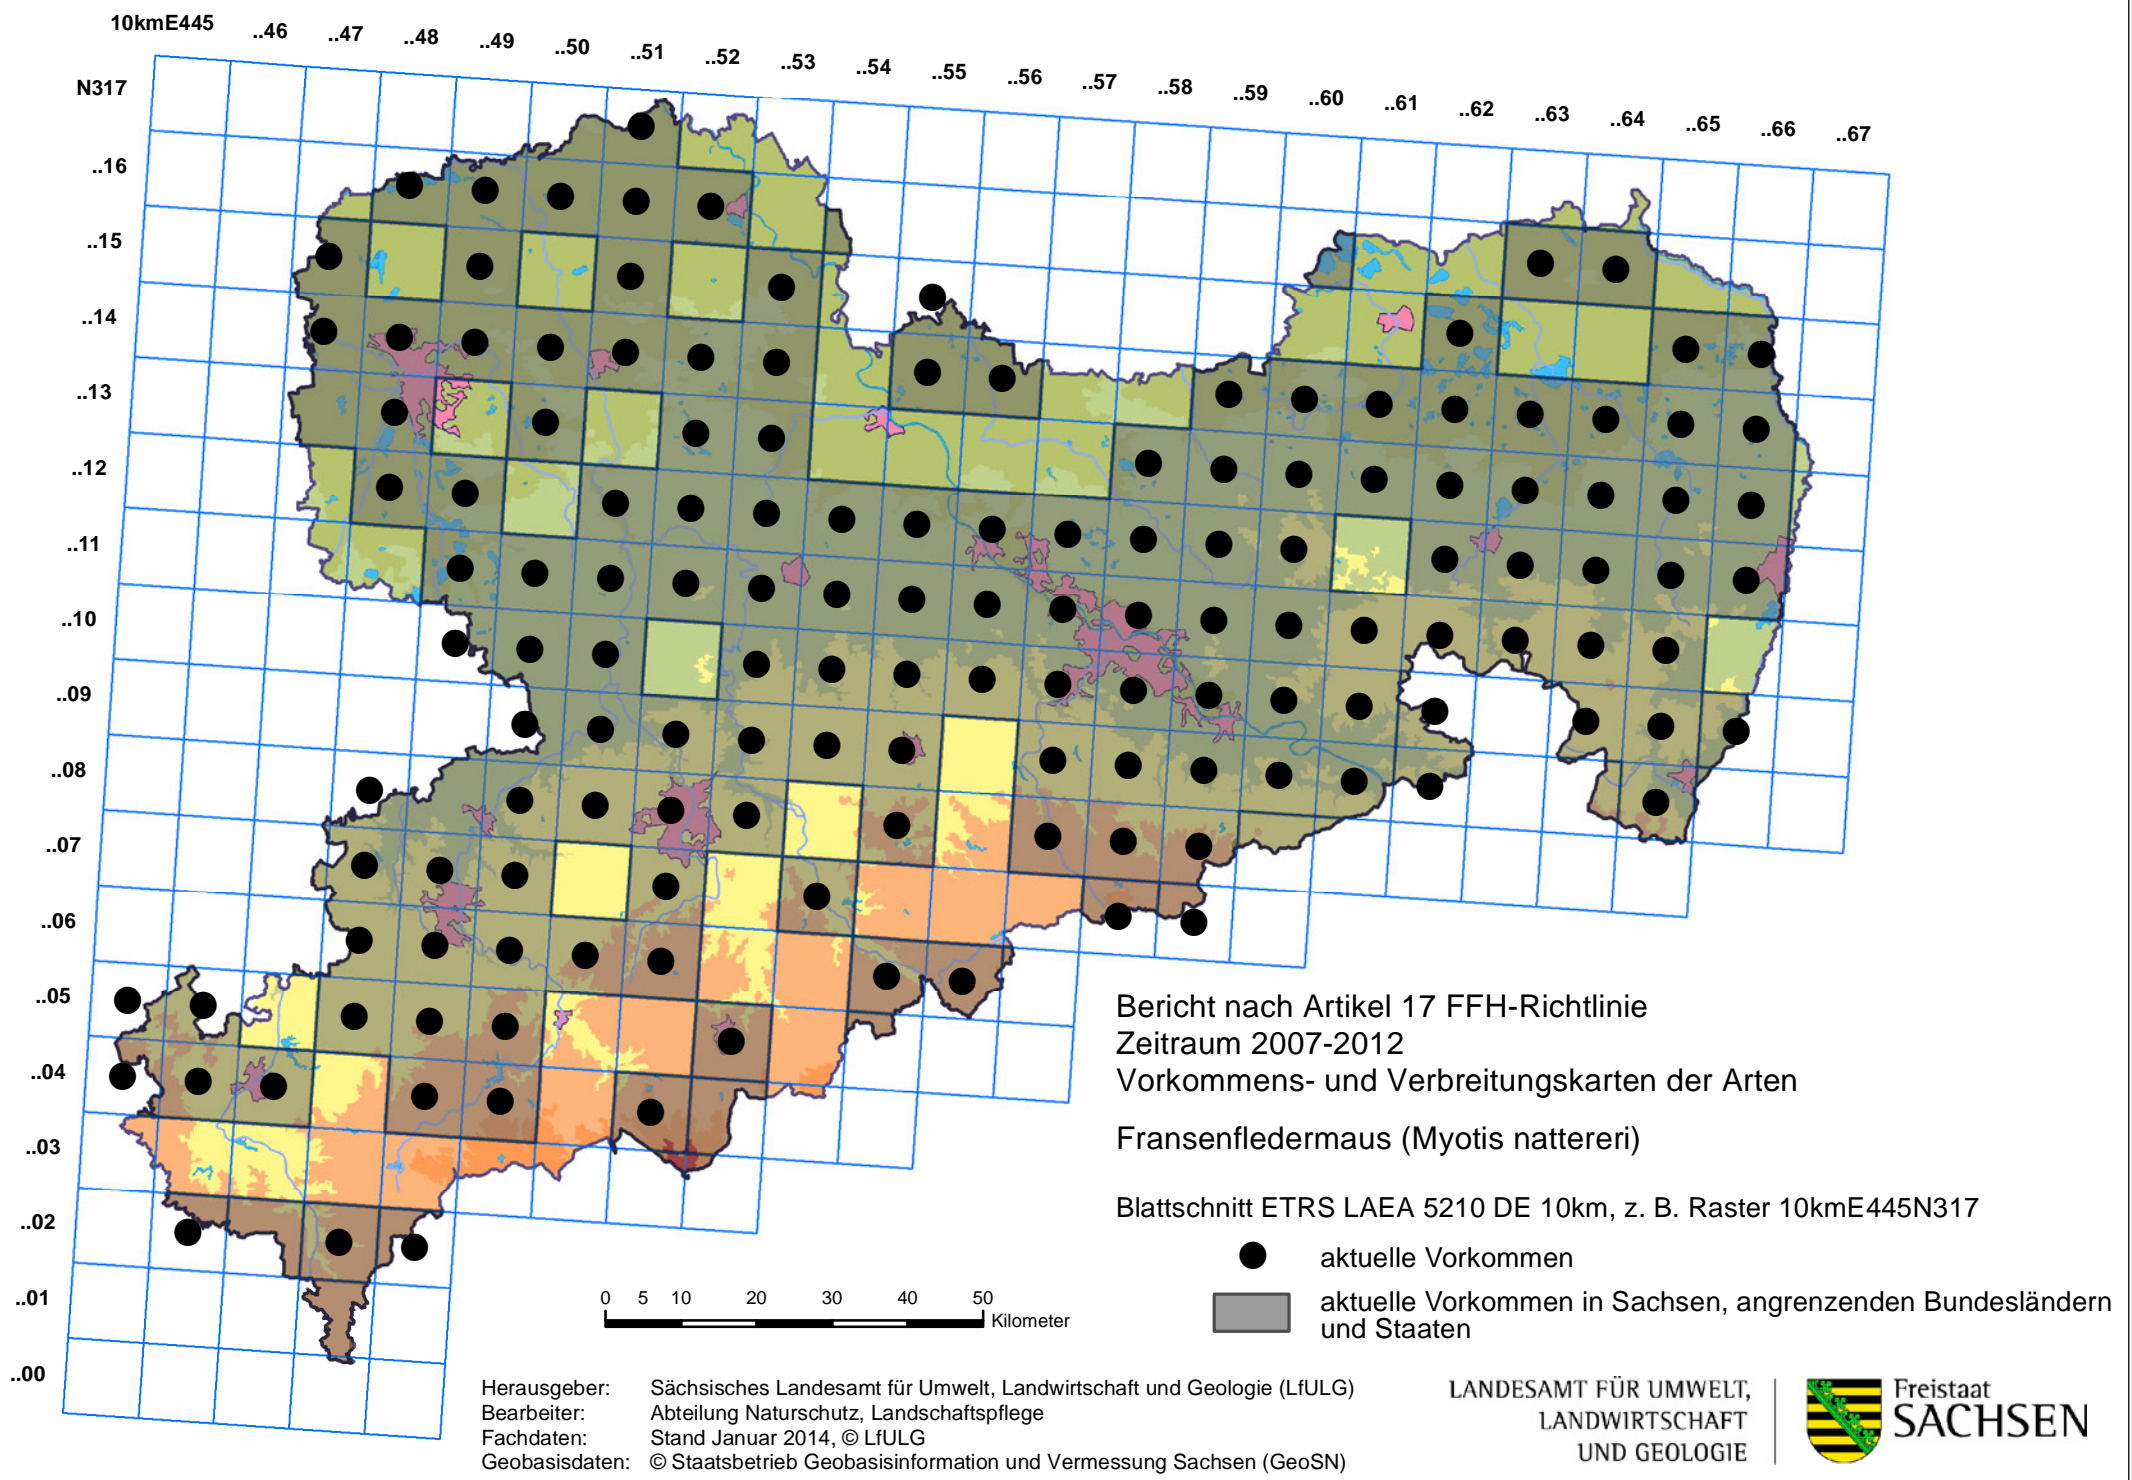 10kmE445 ..46 ..47 ..48 ..49 ..50 ..51 ..52 ..53 ..54 ..55 ..56 ..57 ..58 ..59 ..60 ..61 ..62 ..63 ..64 ..65 ..66 ..67
N317
..16
..15
..14
..13
..12
..11
..10
..09
..08
..07
..06
..05
..04
..03
..02
..01
..00
Bericht nach Artikel 17 FFH-Richtlinie
Zeitraum 2007-2012
Vorkommens- und Verbreitungskarten der Arten
Fransenfledermaus (Myotis nattereri)
Blattschnitt ETRS LAEA 5210 DE 10km, z. B. Raster 10kmE445N317
aktuelle Vorkommen
aktuelle Vorkommen in Sachsen, angrenzenden Bundesländern
und Staaten
0 5 10 20 30 40 50
Kilometer
Herausgeber: Sächsisches Landesamt für Umwelt, Landwirtschaft und Geologie (LfULG)
Bearbeiter: Abteilung Naturschutz, Landschaftspflege
Fachdaten: Stand Januar 2014, © LfULG
Geobasisdaten: © Staatsbetrieb Geobasisinformation und Vermessung Sachsen (GeoSN)
LANDESAMT FÜR UMWELT,
LANDWIRTSCHAFT
UND GEOLOGIE
Freistaat
SACHSEN